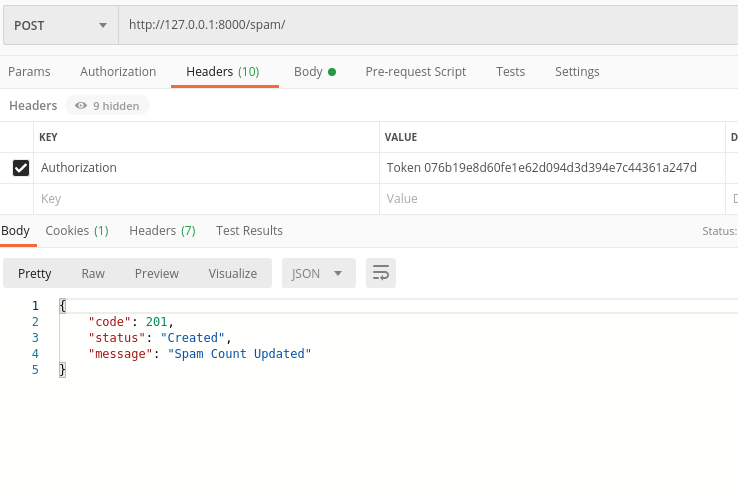 POST http://127.0.0.1:8000/spam/
Params Authorization Headers (10) Body Pre-request Script Tests Settings
Headers 9 hidden
KEY VALUE D
Authorization Token 076b19e8d60fe1e62d094d3d394e7c44361a247d
Key Value D
Body Cookies (1) Headers (7) Test Results Status:
Pretty Raw Preview Visualize JSON
1 {
2 "code": 201,
3 "status": "Created",
4 "message": "Spam Count Updated"
5 }